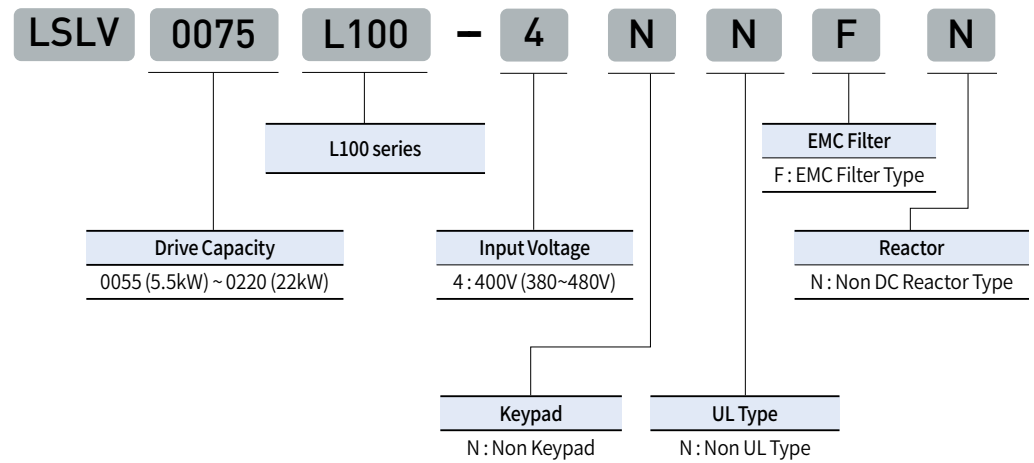 LSLV 0075 L100 - 4 N N F N
L100 series
EMC Filter
F : EMC Filter Type
Drive Capacity
0055 (5.5kW) ~ 0220 (22kW)
Input Voltage
4 : 400V (380~480V)
Reactor
N : Non DC Reactor Type
Keypad
N : Non Keypad
UL Type
N : Non UL Type